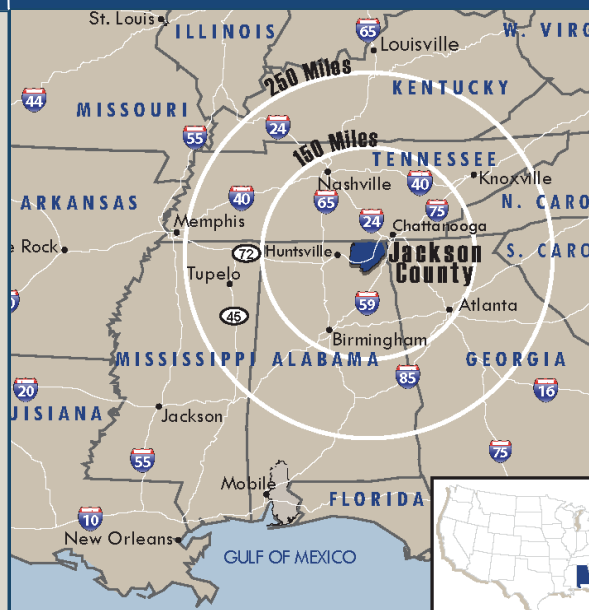 St. Louis
ILLINOIS
65
Louisville
W. VIRG
250 Miles
KENTUCKY
44
MISSOURI
55
24
150 Miles
TENNESSEE
Nashville
40
Knoxville
40
65
75
N. CARO
ARKANSAS
Memphis
24
Chattanooga
e Rock
72
Huntsville
Jackson
County
S. CARO
Tupelo
59
Atlanta
45
Birmingham
MISSISSIPPI
ALABAMA
GEORGIA
20
85
16
UISIANA
Jackson
55
75
Mobile
FLORIDA
10
New Orleans
GULF OF MEXICO